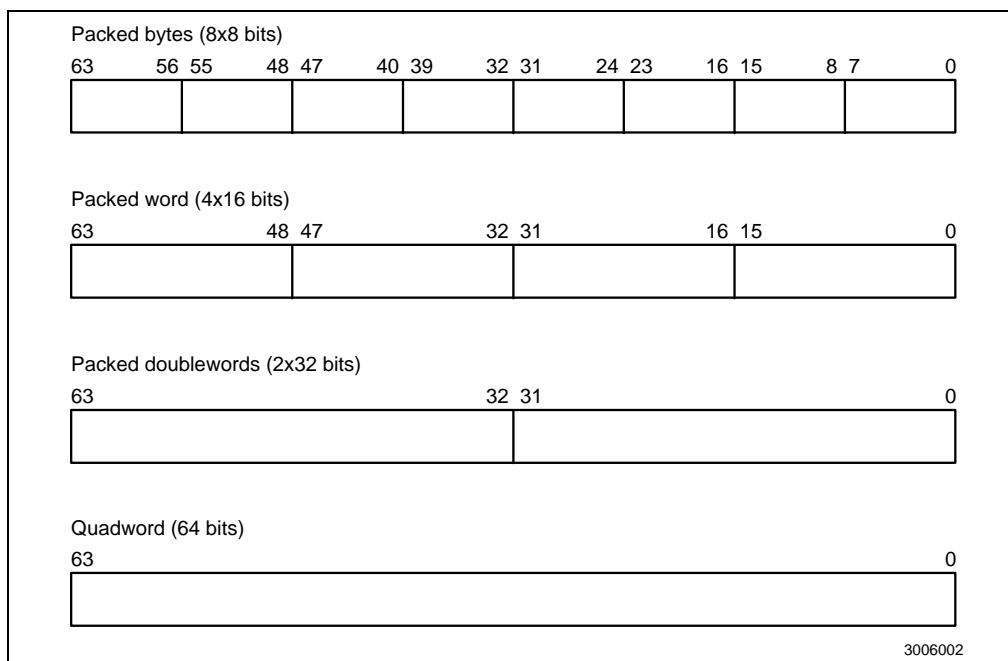 Packed bytes (8x8 bits)
63 56 55 48 47 40 39 32 31 24 23 16 15 8 7 0
Packed word (4x16 bits)
63 48 47 32 31 16 15 0
Packed doublewords (2x32 bits)
63 32 31 0
Quadword (64 bits)
63 0
3006002